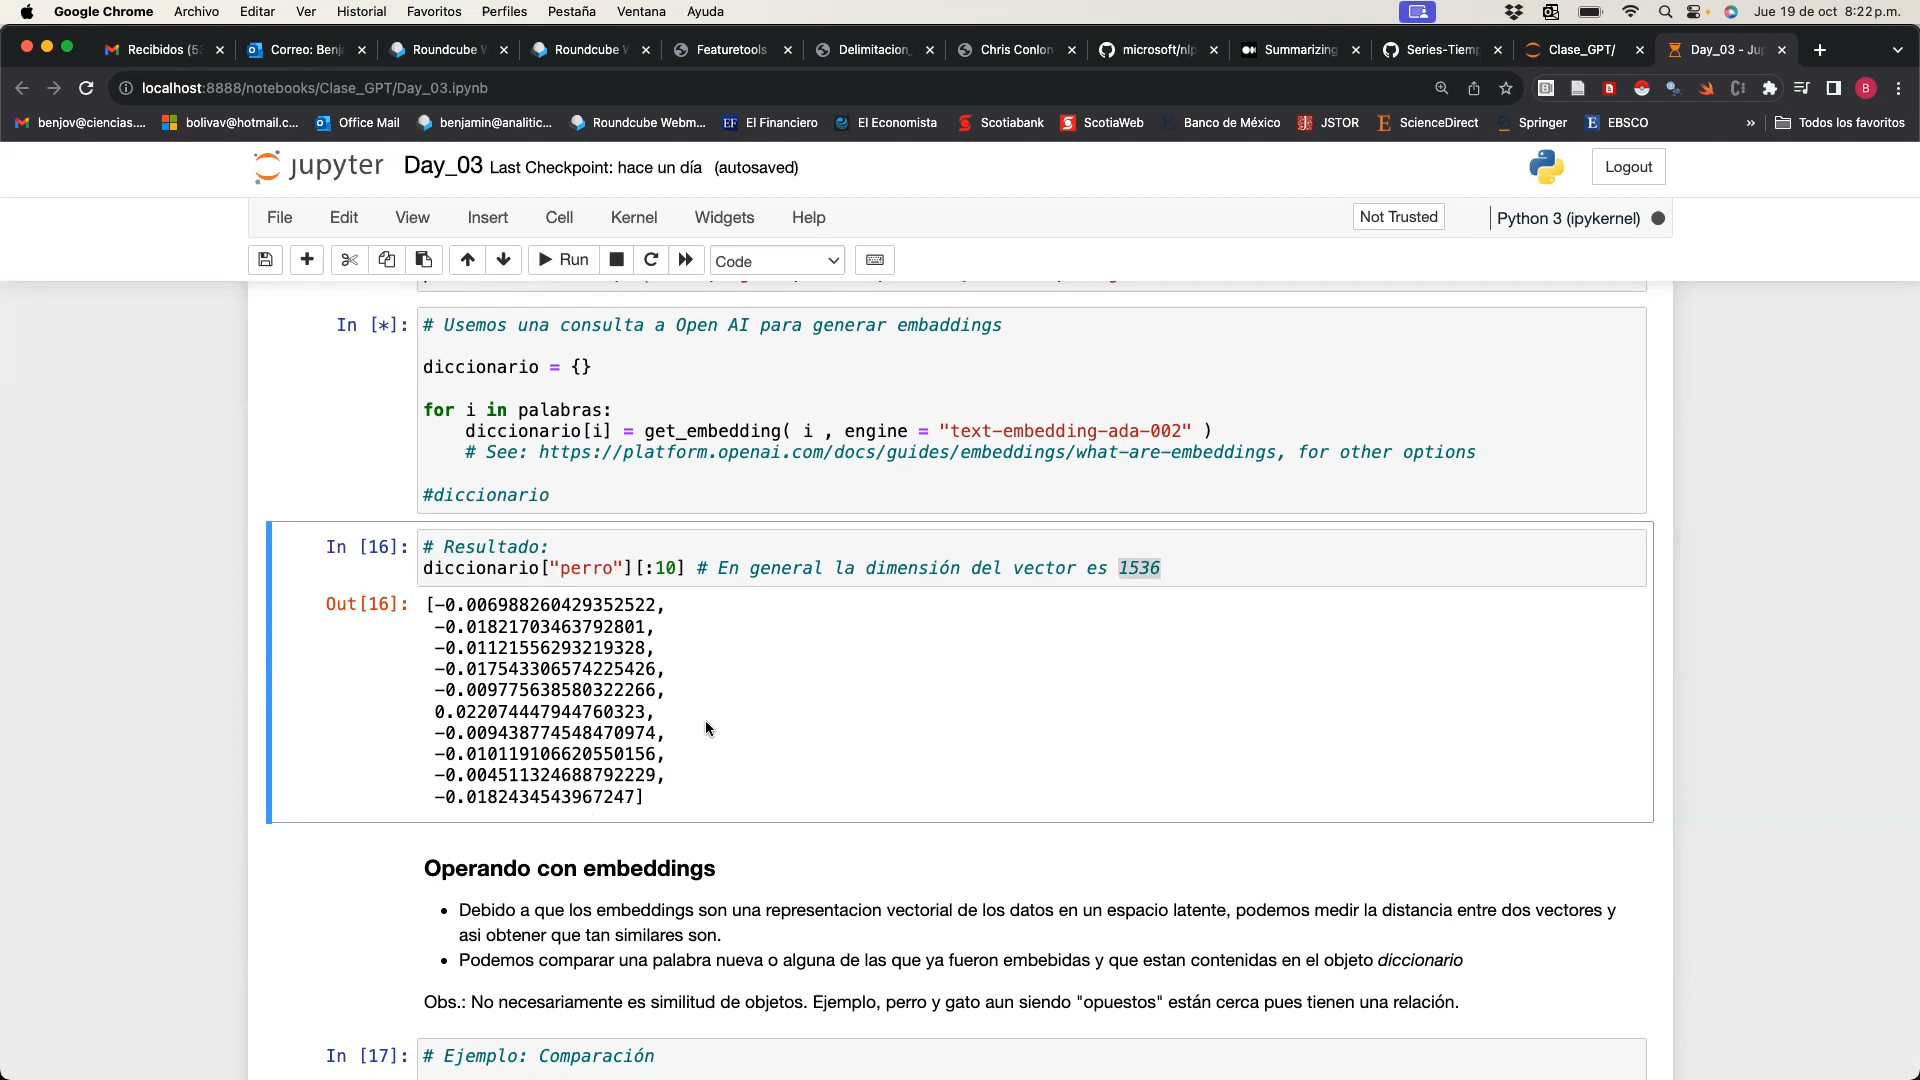 Google Chrome Archivo Editar Ver Historial Favoritos Perfiles Pestaña Ventana Ayuda Jue 19 de oct 8:22 p.m.
Recibidos (5 Correo: Benj Roundcube W Roundcube W Featuretools Delimitacion_ Chris Conlon microsoft/nlp Summarizing Series-Tiemp Clase_GPT/ Day_03 - Ju
localhost:8888/notebooks/Clase_GPT/Day_03.ipynb
benjov@ciencias.... bolivav@hotmail.c... Office Mail benjamin@analitic... Roundcube Webm... EF El Financiero El Economista Scotiabank ScotiaWeb Banco de México JSTOR ScienceDirect Springer EBSCO » Todos los favoritos
jupyter Day_03 Last Checkpoint: hace un día (autosaved) Logout
File Edit View Insert Cell Kernel Widgets Help Not Trusted Python 3 (ipykernel)
Run Code
In [*]: # Usemos una consulta a Open AI para generar embaddings
diccionario = {}
for i in palabras:
diccionario[i] = get_embedding( i , engine = "text-embedding-ada-002" )
# See: https://platform.openai.com/docs/guides/embeddings/what-are-embeddings, for other options
#diccionario
In [16]: # Resultado:
diccionario["perro"][:10] # En general la dimensión del vector es 1536
Out[16]: [-0.006988260429352522,
-0.01821703463792801,
-0.01121556293219328,
-0.017543306574225426,
-0.009775638580322266,
0.022074447944760323,
-0.009438774548470974,
-0.010119106620550156,
-0.004511324688792229,
-0.0182434543967247]
Operando con embeddings
• Debido a que los embeddings son una representacion vectorial de los datos en un espacio latente, podemos medir la distancia entre dos vectores y
asi obtener que tan similares son.
• Podemos comparar una palabra nueva o alguna de las que ya fueron embebidas y que estan contenidas en el objeto diccionario
Obs.: No necesariamente es similitud de objetos. Ejemplo, perro y gato aun siendo "opuestos" están cerca pues tienen una relación.
In [17]: # Ejemplo: Comparación